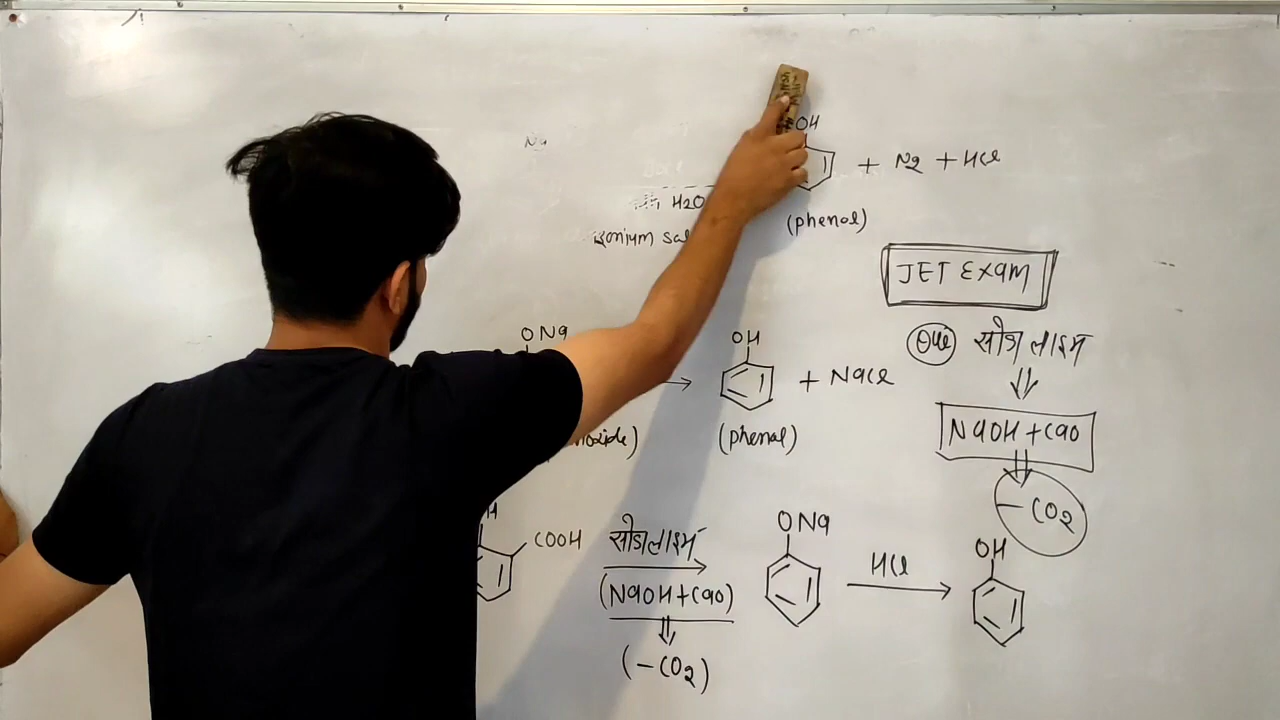 OH
+ N2 + HCl
H2O
(phenol)
JET Exam
Que सोडा लाइम
ONa
OH
+ NaCl
NaOH + CaO
(phenol)
- CO2
COOH
सोडा लाइम
ONa
HCl
OH
(NaOH + CaO)
(- CO2)